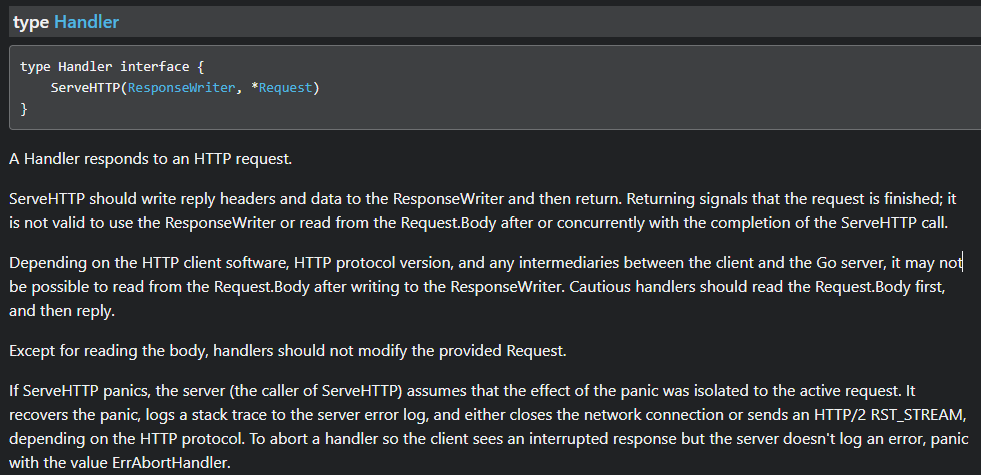 type Handler
type Handler interface {
    ServeHTTP(ResponseWriter, *Request)
}
A Handler responds to an HTTP request.
ServeHTTP should write reply headers and data to the ResponseWriter and then return. Returning signals that the request is finished; it
is not valid to use the ResponseWriter or read from the Request.Body after or concurrently with the completion of the ServeHTTP call.
Depending on the HTTP client software, HTTP protocol version, and any intermediaries between the client and the Go server, it may not
be possible to read from the Request.Body after writing to the ResponseWriter. Cautious handlers should read the Request.Body first,
and then reply.
Except for reading the body, handlers should not modify the provided Request.
If ServeHTTP panics, the server (the caller of ServeHTTP) assumes that the effect of the panic was isolated to the active request. It
recovers the panic, logs a stack trace to the server error log, and either closes the network connection or sends an HTTP/2 RST_STREAM,
depending on the HTTP protocol. To abort a handler so the client sees an interrupted response but the server doesn't log an error, panic
with the value ErrAbortHandler.